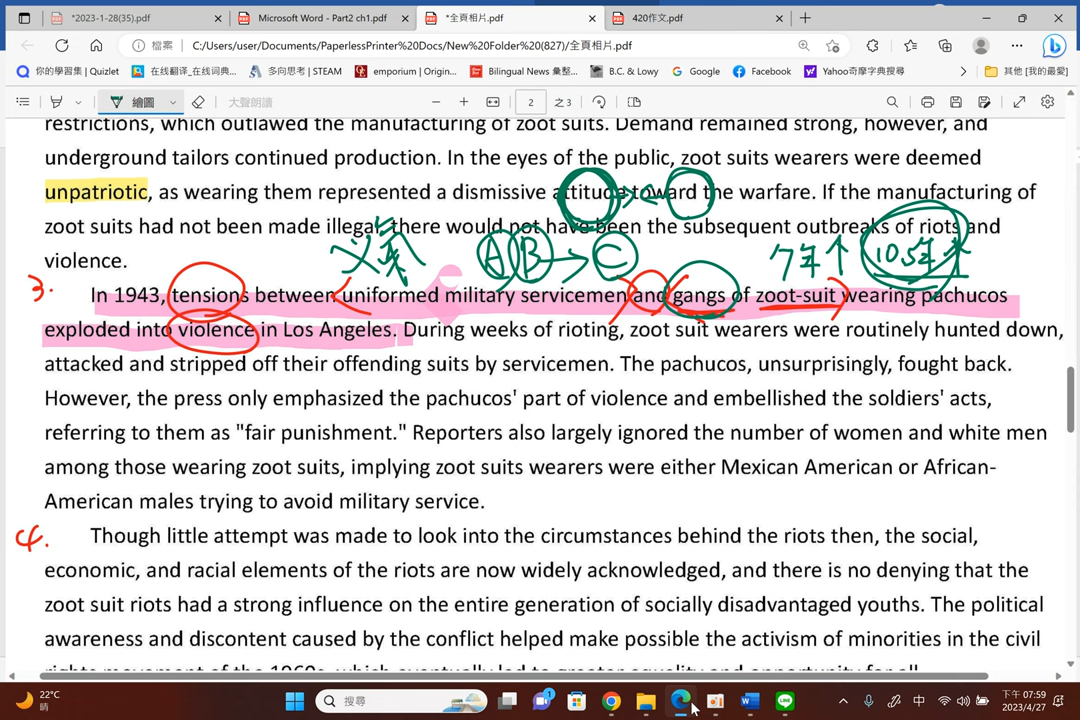 *2023-1-28(35).pdf
Microsoft Word - Part2 ch1.pdf
*全頁相片.pdf
420作文.pdf
檔案
C:/Users/user/Documents/PaperlessPrinter%20Docs/New%20Folder%20(827)/全頁相片.pdf
你的學習集 | Quizlet
在线翻译_在线词典...
多向思考 | STEAM
emporium | Origin...
Bilingual News 彙整...
B.C. & Lowy
Google
Facebook
Yahoo奇摩字典搜尋
其他 [我的最愛]
繪圖
大聲朗讀
2
之3
restrictions, which outlawed the manufacturing of zoot suits. Demand remained strong, however, and
underground tailors continued production. In the eyes of the public, zoot suits wearers were deemed
unpatriotic, as wearing them represented a dismissive attitude toward the warfare. If the manufacturing of
zoot suits had not been made illegal, there would not have been the subsequent outbreaks of riots and
violence.
A B → C
7年个
3.
In 1943, tensions between uniformed military servicemen and gangs of zoot-suit wearing pachucos
exploded into violence in Los Angeles. During weeks of rioting, zoot suit wearers were routinely hunted down,
attacked and stripped off their offending suits by servicemen. The pachucos, unsurprisingly, fought back.
However, the press only emphasized the pachucos' part of violence and embellished the soldiers' acts,
referring to them as "fair punishment." Reporters also largely ignored the number of women and white men
among those wearing zoot suits, implying zoot suits wearers were either Mexican American or African-
American males trying to avoid military service.
4.
Though little attempt was made to look into the circumstances behind the riots then, the social,
economic, and racial elements of the riots are now widely acknowledged, and there is no denying that the
zoot suit riots had a strong influence on the entire generation of socially disadvantaged youths. The political
awareness and discontent caused by the conflict helped make possible the activism of minorities in the civil
rights movement of the 1960s, which eventually led to greater equality and opportunity for all.
22°C
晴
搜尋
1
中
下午 07:59
2023/4/27